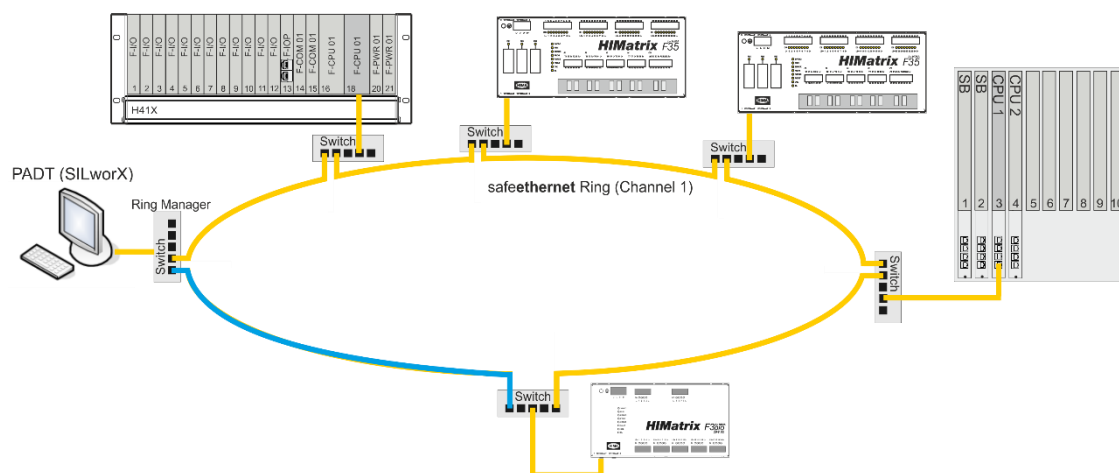 F-IO
F-IO
F-IO
F-IO
F-IO
F-IO
F-IO
F-IO
F-IO
F-IO
F-IO
F-IO
F-IOP
F-COM 01
F-COM 01
F-CPU 01
F-CPU 01
F-PWR 01
F-PWR 01
1 2 3 4 5 6 7 8 9 10 11 12 13 14 15 16 18 20 21
H41X
HIMatrix F35
HIMatrix F35
SB
SB
CPU 1
CPU 2
1 2 3 4 5 6 7 8 9 10
Switch
Switch
Switch
safeethernet Ring (Channel 1)
PADT (SILworX)
Ring Manager
Switch
Switch
Switch
HIMatrix